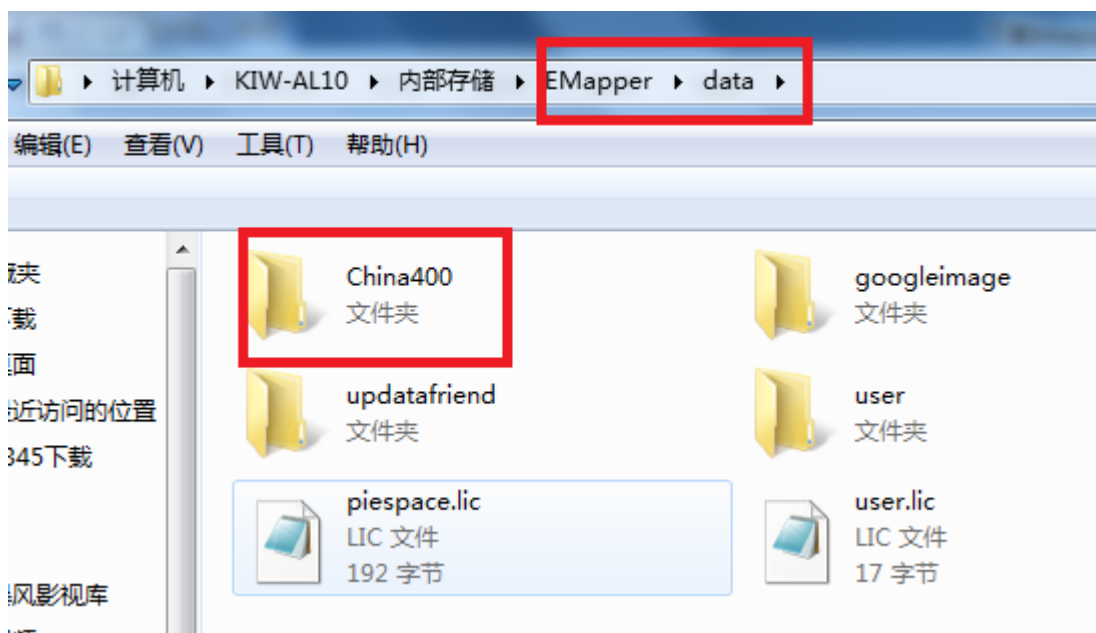 计算机 KIW-AL10 内部存储 EMapper data
编辑(E) 查看(V) 工具(T) 帮助(H)
China400
文件夹
googleimage
文件夹
updatafriend
文件夹
user
文件夹
piespace.lic
LIC 文件
192 字节
user.lic
LIC 文件
17 字节
夹
载
面
近访问的位置
345下载
风影视库